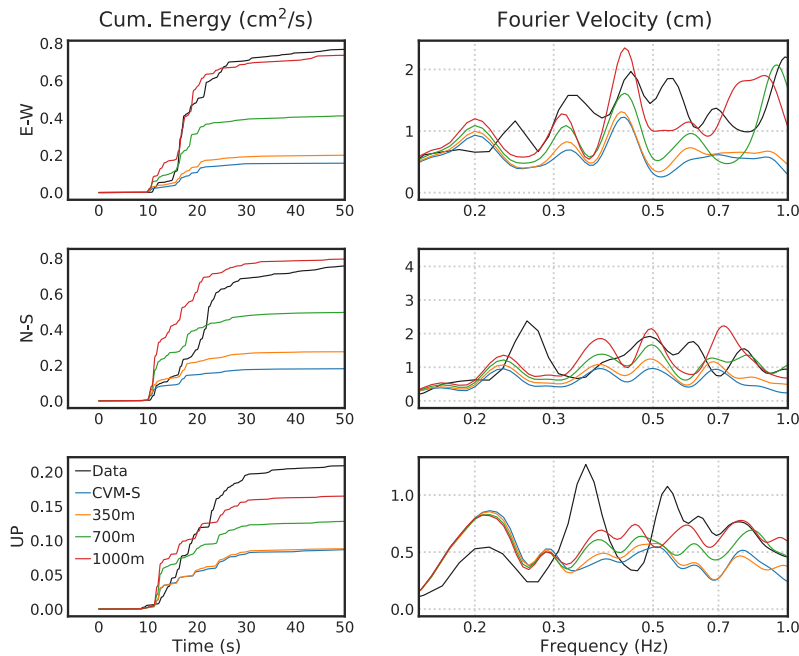 Cum. Energy (cm²/s)
Fourier Velocity (cm)
E-W
0.8
0.6
0.4
0.2
0.0
0 10 20 30 40 50
2
1
0
0.2 0.3 0.5 0.7 1.0
N-S
0.8
0.6
0.4
0.2
0.0
0 10 20 30 40 50
4
3
2
1
0
0.2 0.3 0.5 0.7 1.0
UP
0.20
0.15
0.10
0.05
0.00
Data
CVM-S
350m
700m
1000m
0 10 20 30 40 50
Time (s)
1.0
0.5
0.0
0.2 0.3 0.5 0.7 1.0
Frequency (Hz)